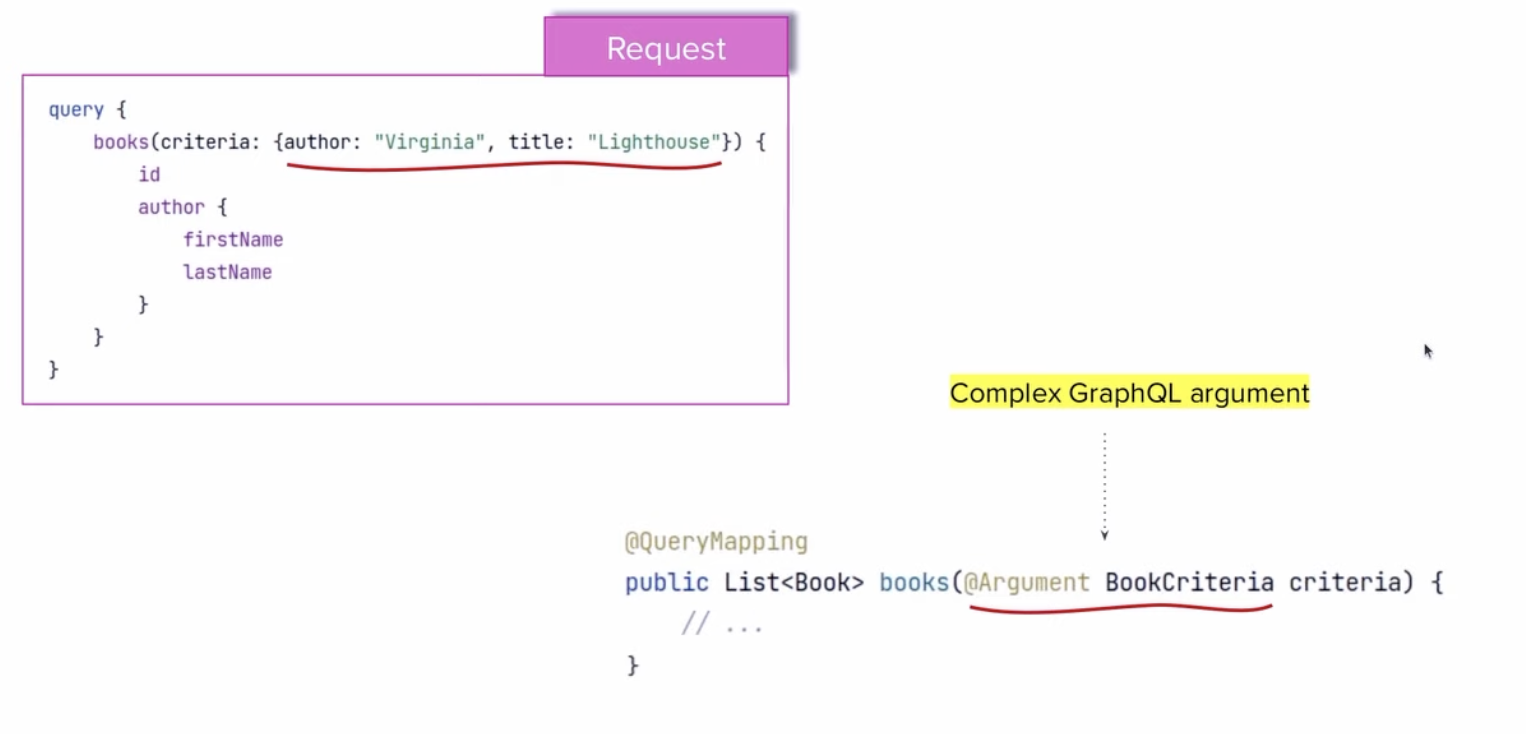 Request
query {
books(criteria: {author: "Virginia", title: "Lighthouse"}) {
id
author {
firstName
lastName
}
}
}
Complex GraphQL argument
@QueryMapping
public List<Book> books(@Argument BookCriteria criteria) {
// ...
}